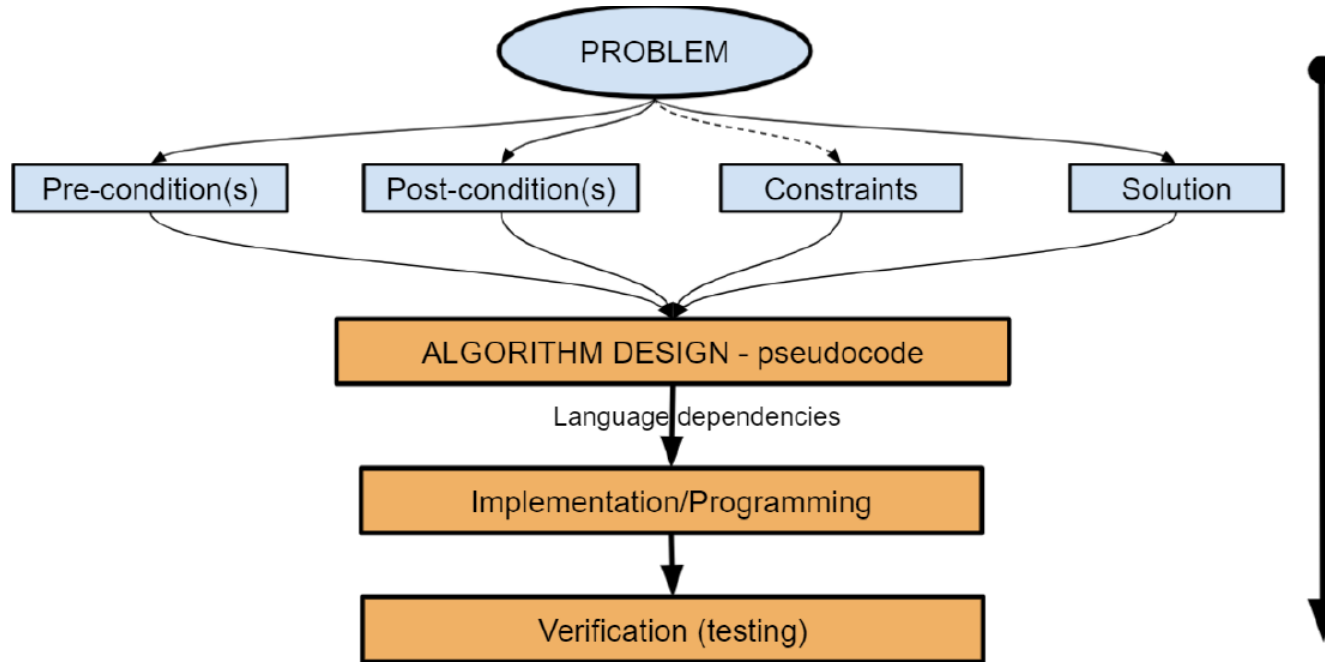 PROBLEM
Pre-condition(s)
Post-condition(s)
Constraints
Solution
ALGORITHM DESIGN - pseudocode
Language dependencies
Implementation/Programming
Verification (testing)